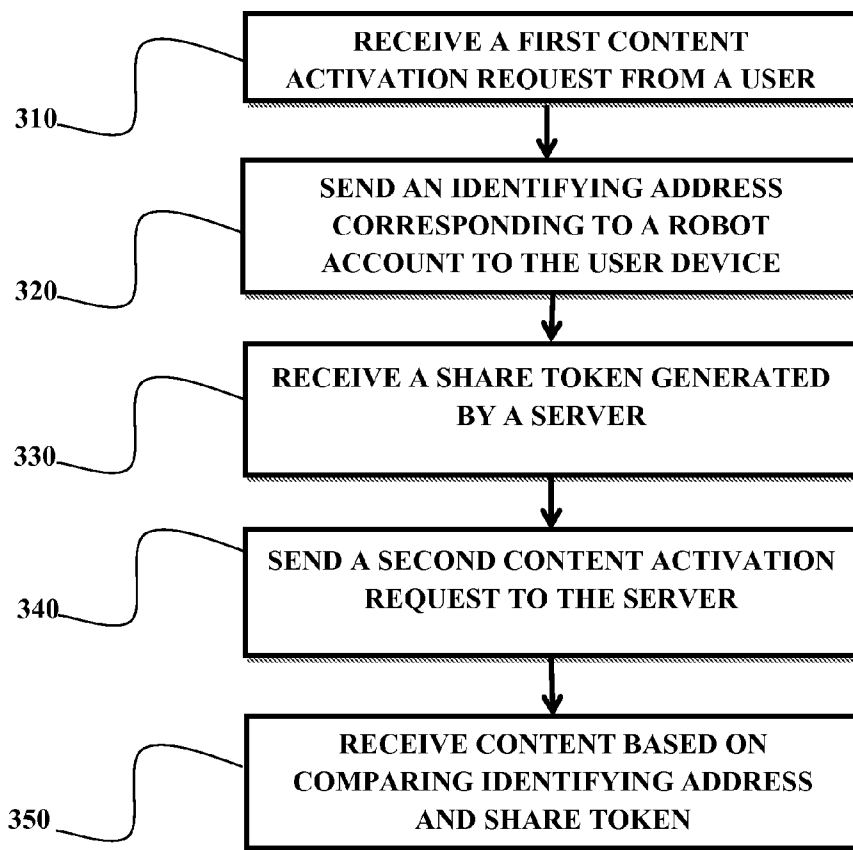 RECEIVE A FIRST CONTENT
ACTIVATION REQUEST FROM A USER
310
SEND AN IDENTIFYING ADDRESS
CORRESPONDING TO A ROBOT
ACCOUNT TO THE USER DEVICE
320
RECEIVE A SHARE TOKEN GENERATED
BY A SERVER
330
SEND A SECOND CONTENT ACTIVATION
REQUEST TO THE SERVER
340
RECEIVE CONTENT BASED ON
COMPARING IDENTIFYING ADDRESS
AND SHARE TOKEN
350